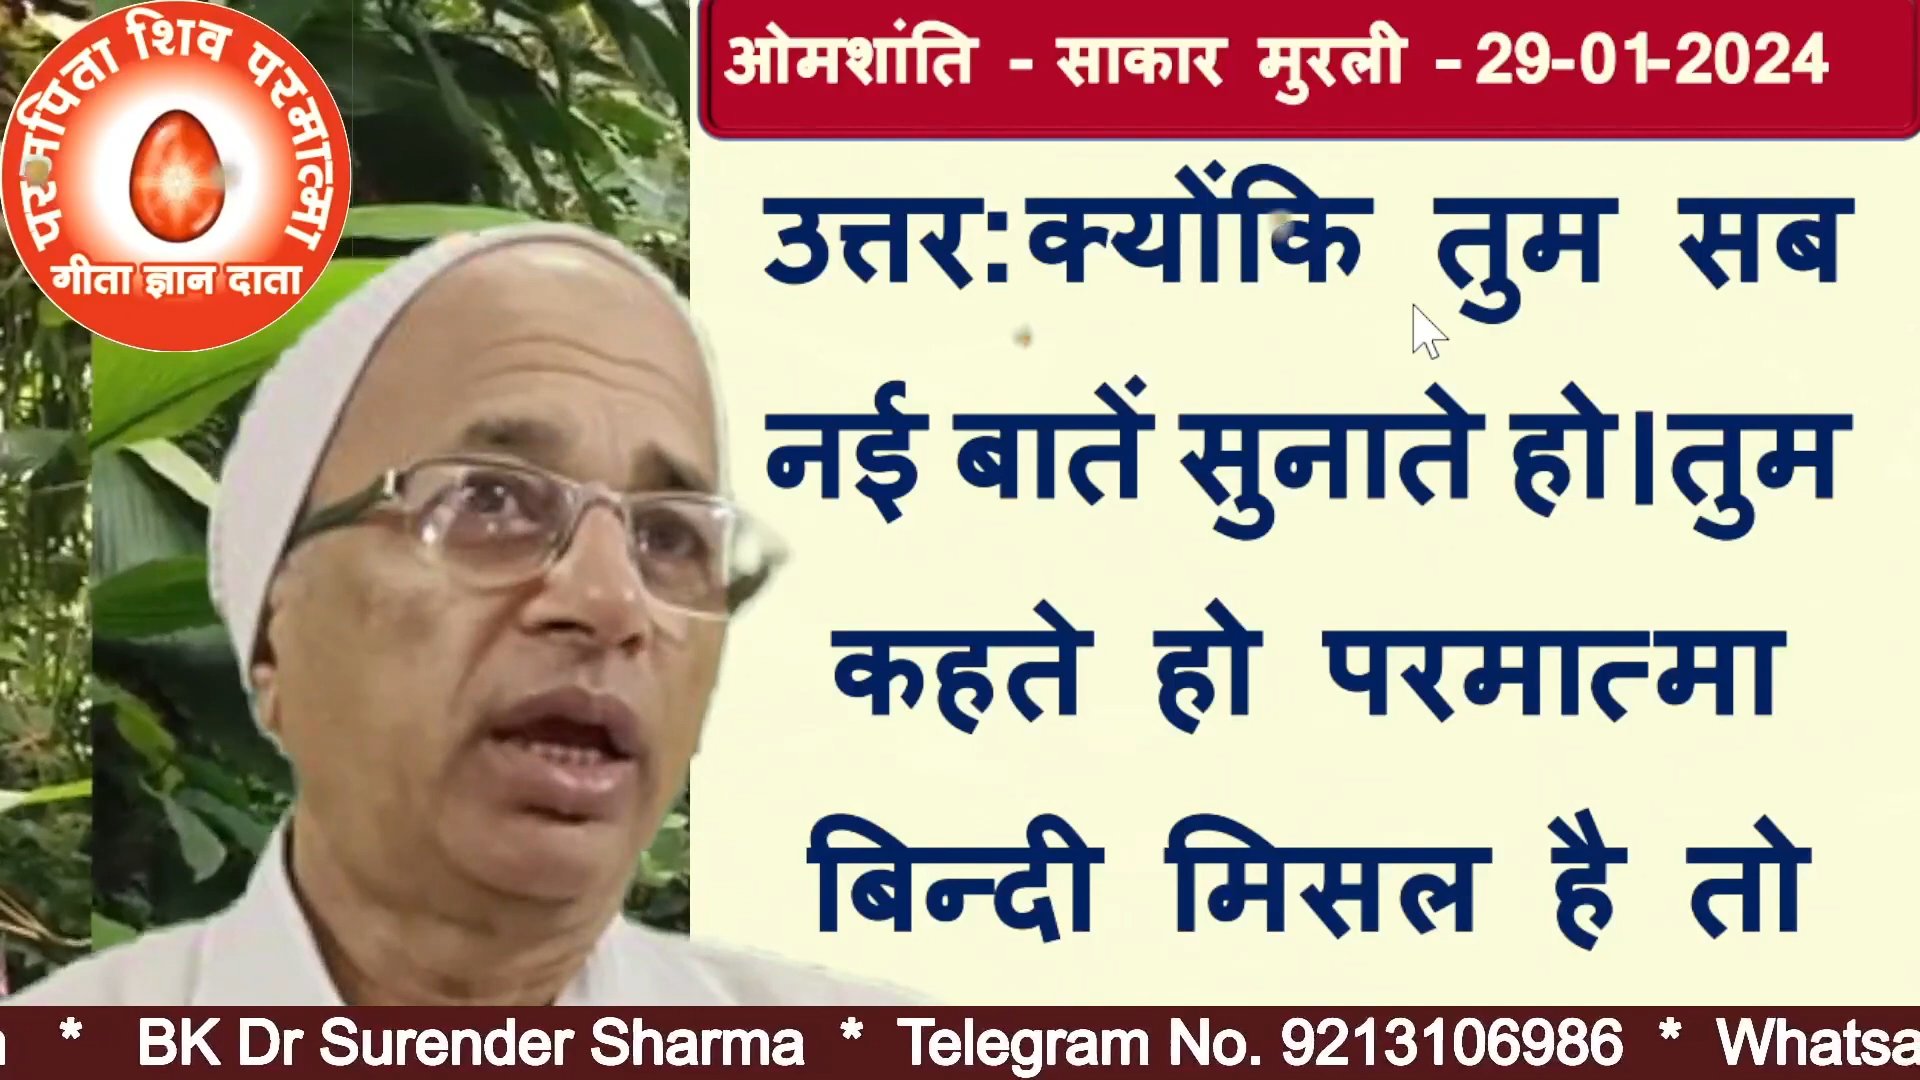 परमपिता शिव परमात्मा
गीता ज्ञान दाता
ओमशांति - साकार मुरली - 29-01-2024
उत्तर:क्योंकि तुम सब
नई बातें सुनाते हो।तुम
कहते हो परमात्मा
बिन्दी मिसल है तो
* BK Dr Surender Sharma * Telegram No. 9213106986 *